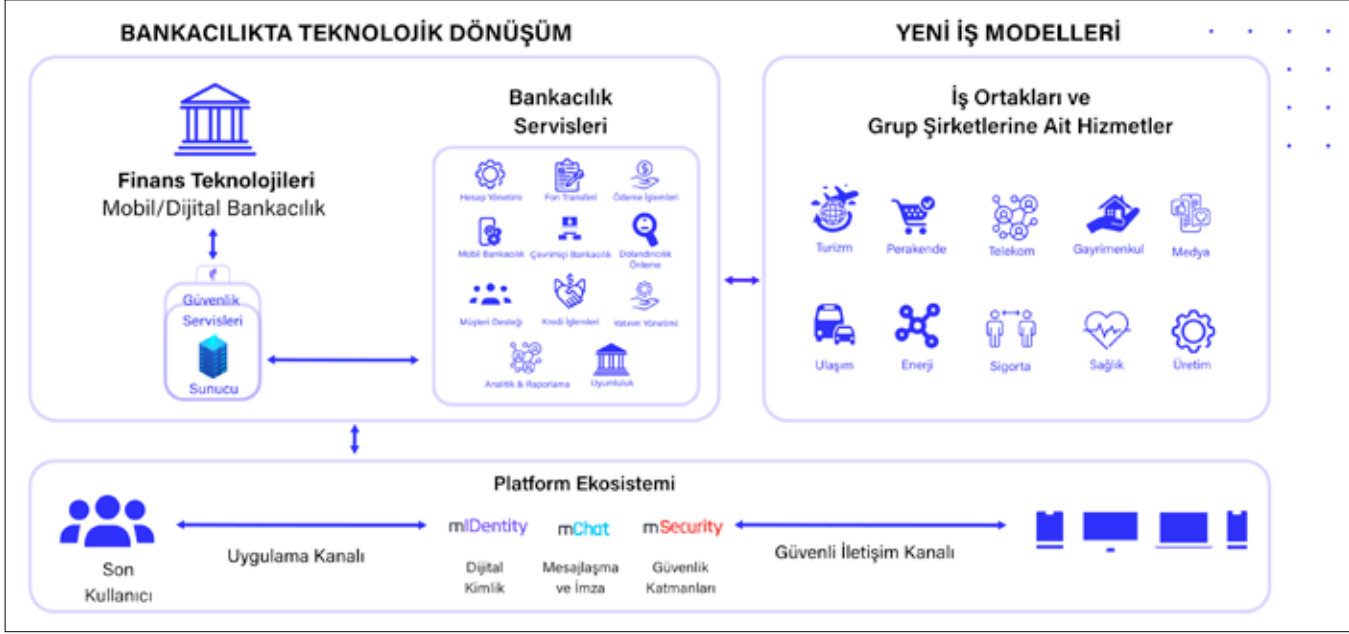 BANKACILIKTA TEKNOLOJİK DÖNÜŞÜM
Finans Teknolojileri
Mobil/Dijital Bankacılık
Güvenlik
Servisleri
Sunucu
Bankacılık
Servisleri
Hesap Yönetimi
Fon Transferi
Ödeme İşlemleri
Mobil Bankacılık
Çevrimiçi Bankacılık
Dolandırıcılık
Önleme
Müşteri Desteği
Kredi İşlemleri
Yatırım Yönetimi
Analitik & Raporlama
Uyumluluk
YENİ İŞ MODELLERİ
İş Ortakları ve
Grup Şirketlerine Ait Hizmetler
Turizm
Perakende
Telekom
Gayrimenkul
Medya
Ulaşım
Enerji
Sigorta
Sağlık
Üretim
Platform Ekosistemi
Son
Kullanıcı
Uygulama Kanalı
mIDentity
Dijital
Kimlik
mChat
Mesajlaşma
ve İmza
mSecurity
Güvenlik
Katmanları
Güvenli İletişim Kanalı